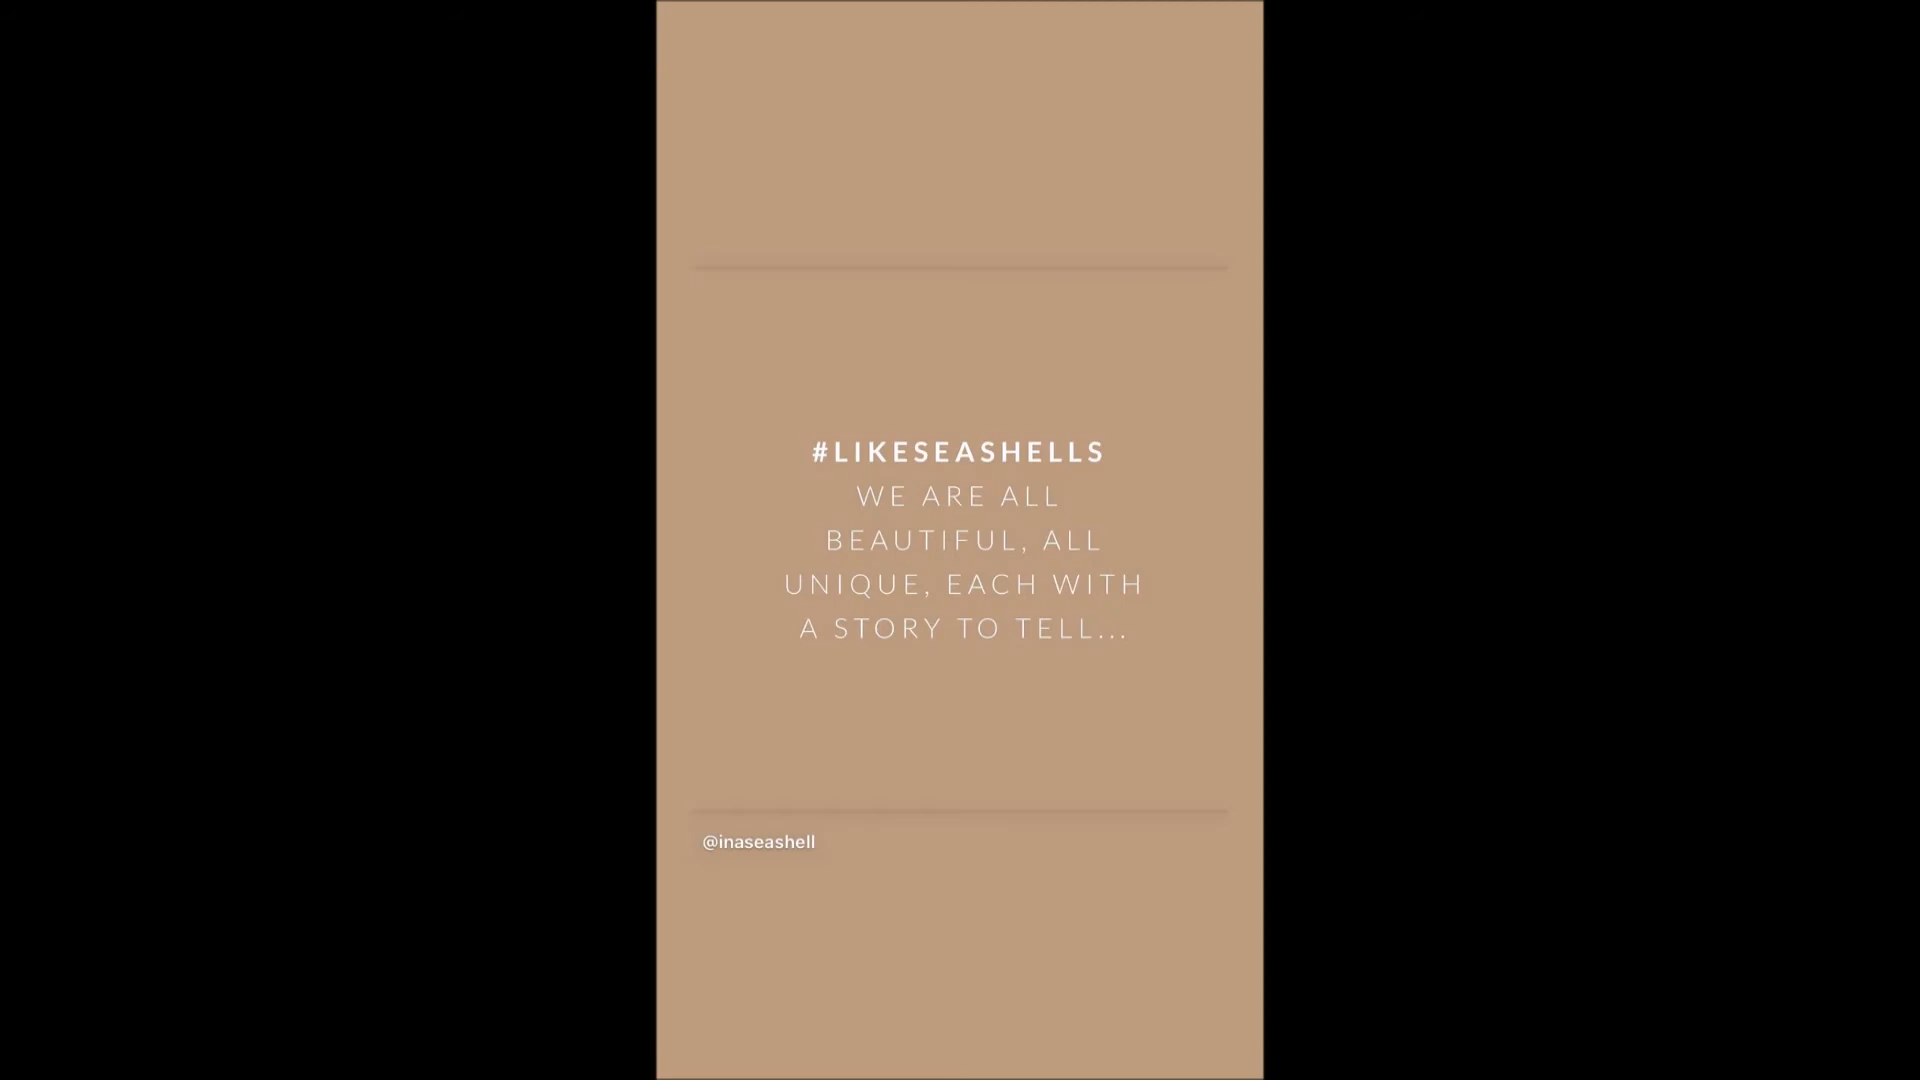 #LIKESEASHELLS
WE ARE ALL
BEAUTIFUL, ALL
UNIQUE, EACH WITH
A STORY TO TELL...
@inaseashell